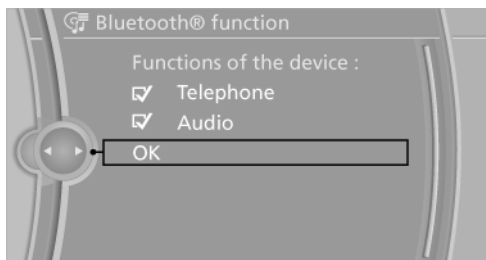 Bluetooth® function
Functions of the device :
Telephone
Audio
OK